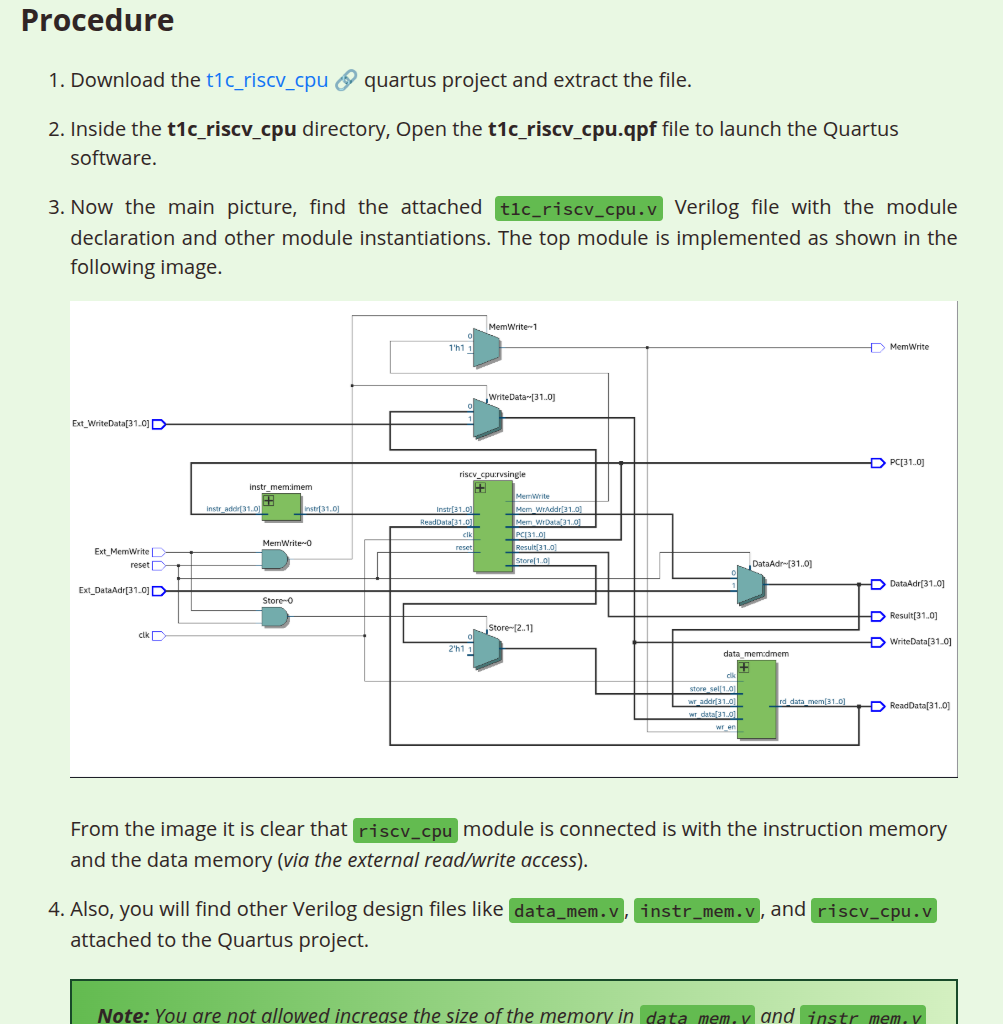 Procedure
1. Download the t1c_riscv_cpu 🔗 quartus project and extract the file.
2. Inside the t1c_riscv_cpu directory, Open the t1c_riscv_cpu.qpf file to launch the Quartus
software.
3. Now the main picture, find the attached t1c_riscv_cpu.v Verilog file with the module
declaration and other module instantiations. The top module is implemented as shown in the
following image.
MemWrite~1
0
1'h1 1
MemWrite
WriteData~[31..0]
0
1
Ext_WriteData[31..0]
PC[31..0]
riscv_cpu:rvsingle
instr_mem:imem
MemWrite
instr_addr[31..0] instr[31..0]
Instr[31..0] Mem_WrAddr[31..0]
ReadData[31..0] Mem_WrData[31..0]
clk PC[31..0]
reset Result[31..0]
Store[1..0]
MemWrite~0
Ext_MemWrite
reset
DataAdr~[31..0]
0
1
DataAdr[31..0]
Ext_DataAdr[31..0]
Store~0
Result[31..0]
clk
Store~[2..1]
0
2'h1 1
WriteData[31..0]
data_mem:dmem
clk
store_sel[1..0]
wr_addr[31..0] rd_data_mem[31..0]
wr_data[31..0]
wr_en
ReadData[31..0]
From the image it is clear that riscv_cpu module is connected is with the instruction memory
and the data memory (via the external read/write access).
4. Also, you will find other Verilog design files like data_mem.v, instr_mem.v, and riscv_cpu.v
attached to the Quartus project.
Note: You are not allowed increase the size of the memory in data_mem.v and instr_mem.v